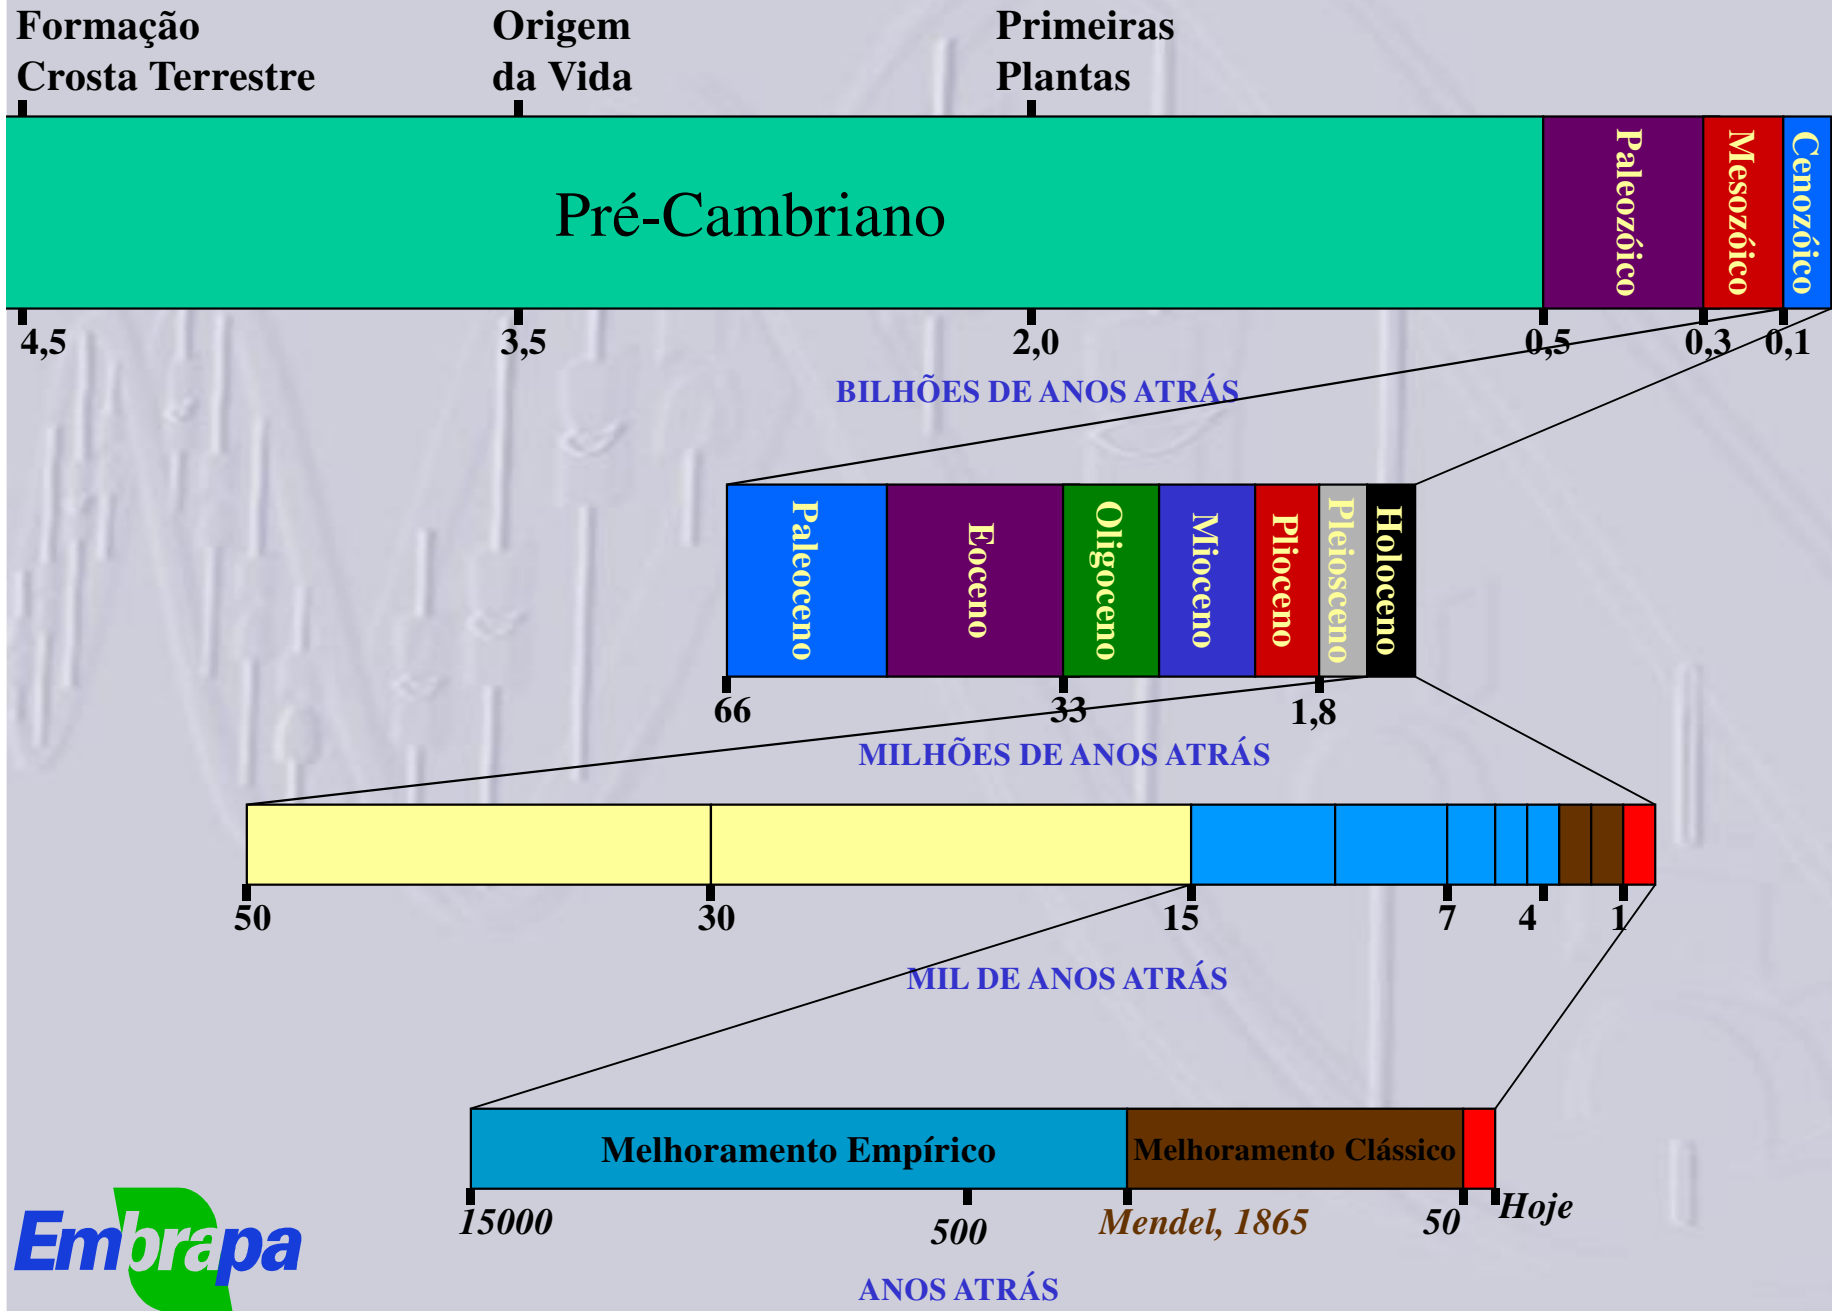 Formação
Crosta Terrestre
Origem
da Vida
Primeiras
Plantas
Pré-Cambriano
Paleozóico
Mesozóico
Cenozóico
4,5
3,5
2,0
0,5
0,3
0,1
BILHÕES DE ANOS ATRÁS
Paleoceno
Eoceno
Oligoceno
Mioceno
Plioceno
Pleiosceno
Holoceno
66
33
1,8
MILHÕES DE ANOS ATRÁS
50
30
15
7
4
1
MIL DE ANOS ATRÁS
Melhoramento Empírico
Melhoramento Clássico
15000
500
Mendel, 1865
50
Hoje
ANOS ATRÁS
Embrapa